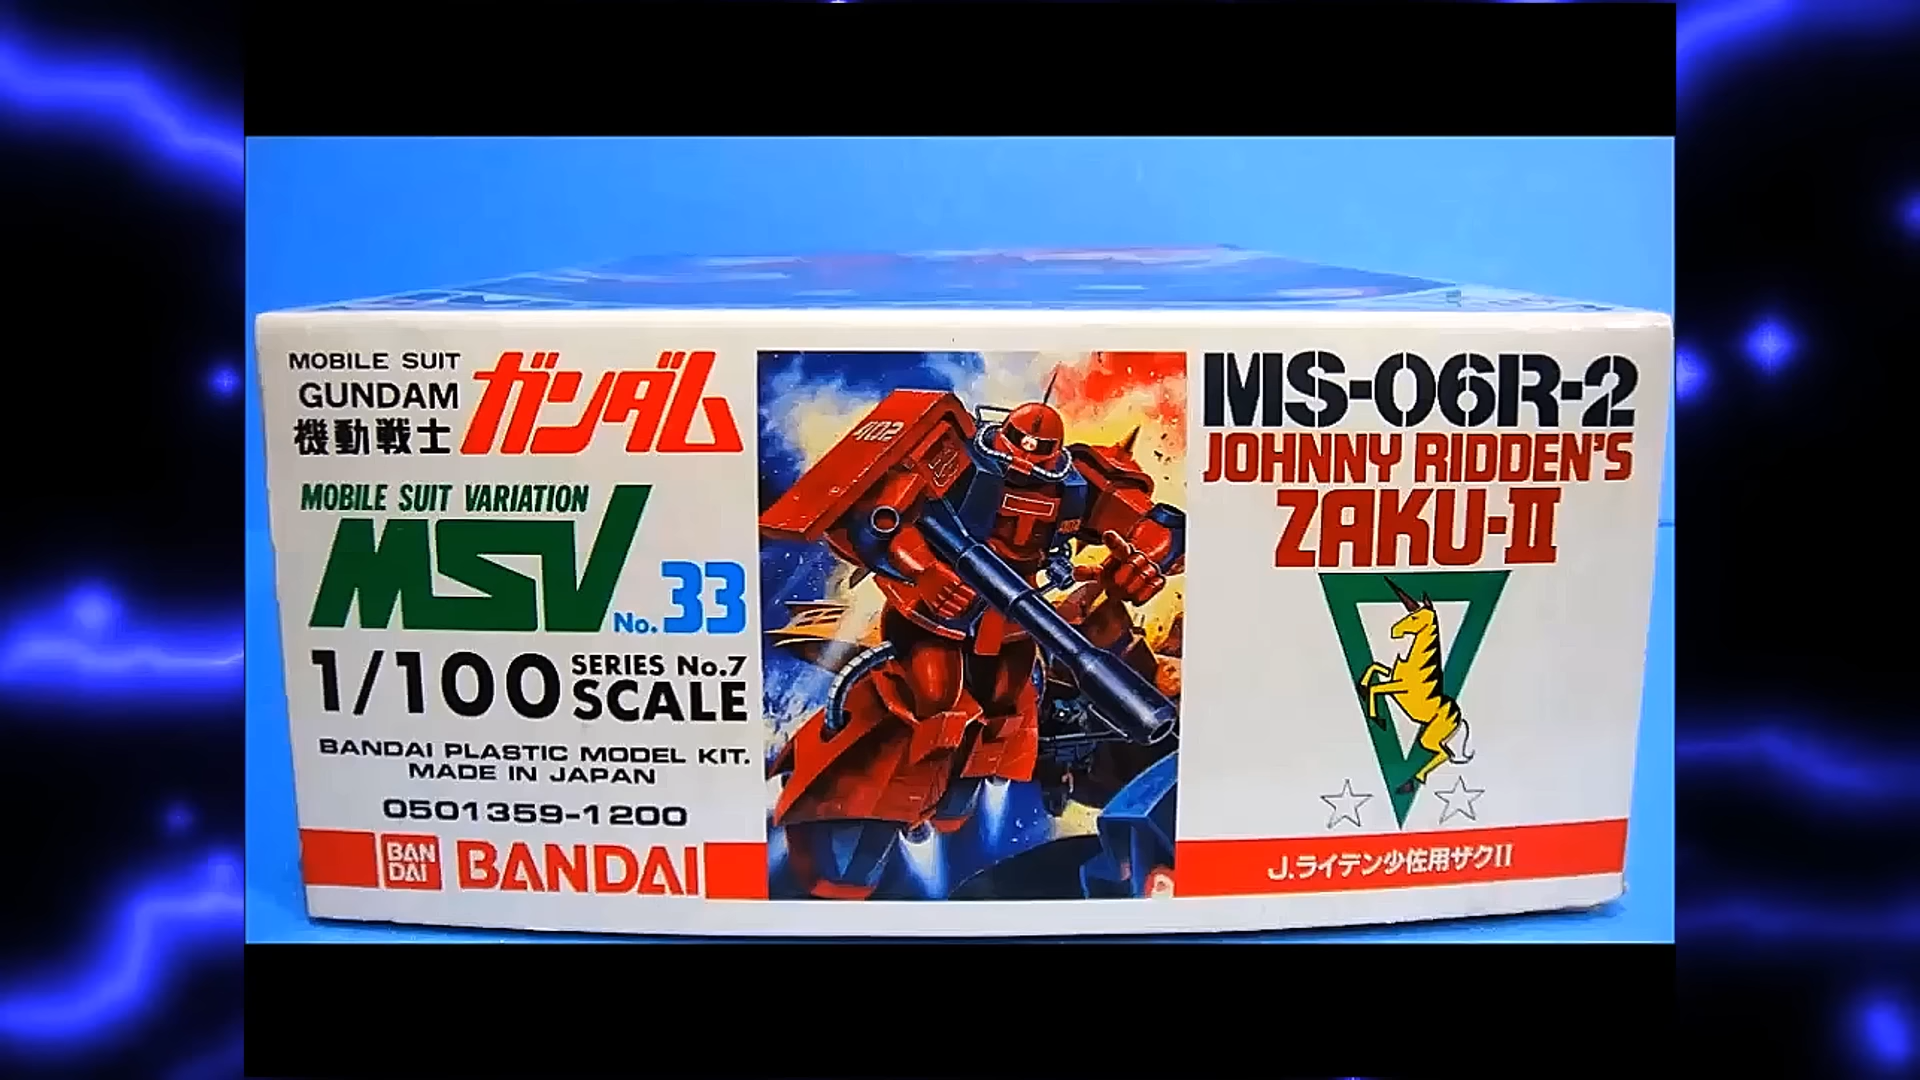 MOBILE SUIT
GUNDAM
機動戦士
ガンダム
MOBILE SUIT VARIATION
MSV No.33
1/100 SERIES No.7
SCALE
BANDAI PLASTIC MODEL KIT.
MADE IN JAPAN
0501359-1200
BAN
DAI
BANDAI
402
MS-06R-2
JOHNNY RIDDEN'S
ZAKU-II
J.ライデン少佐用ザクII